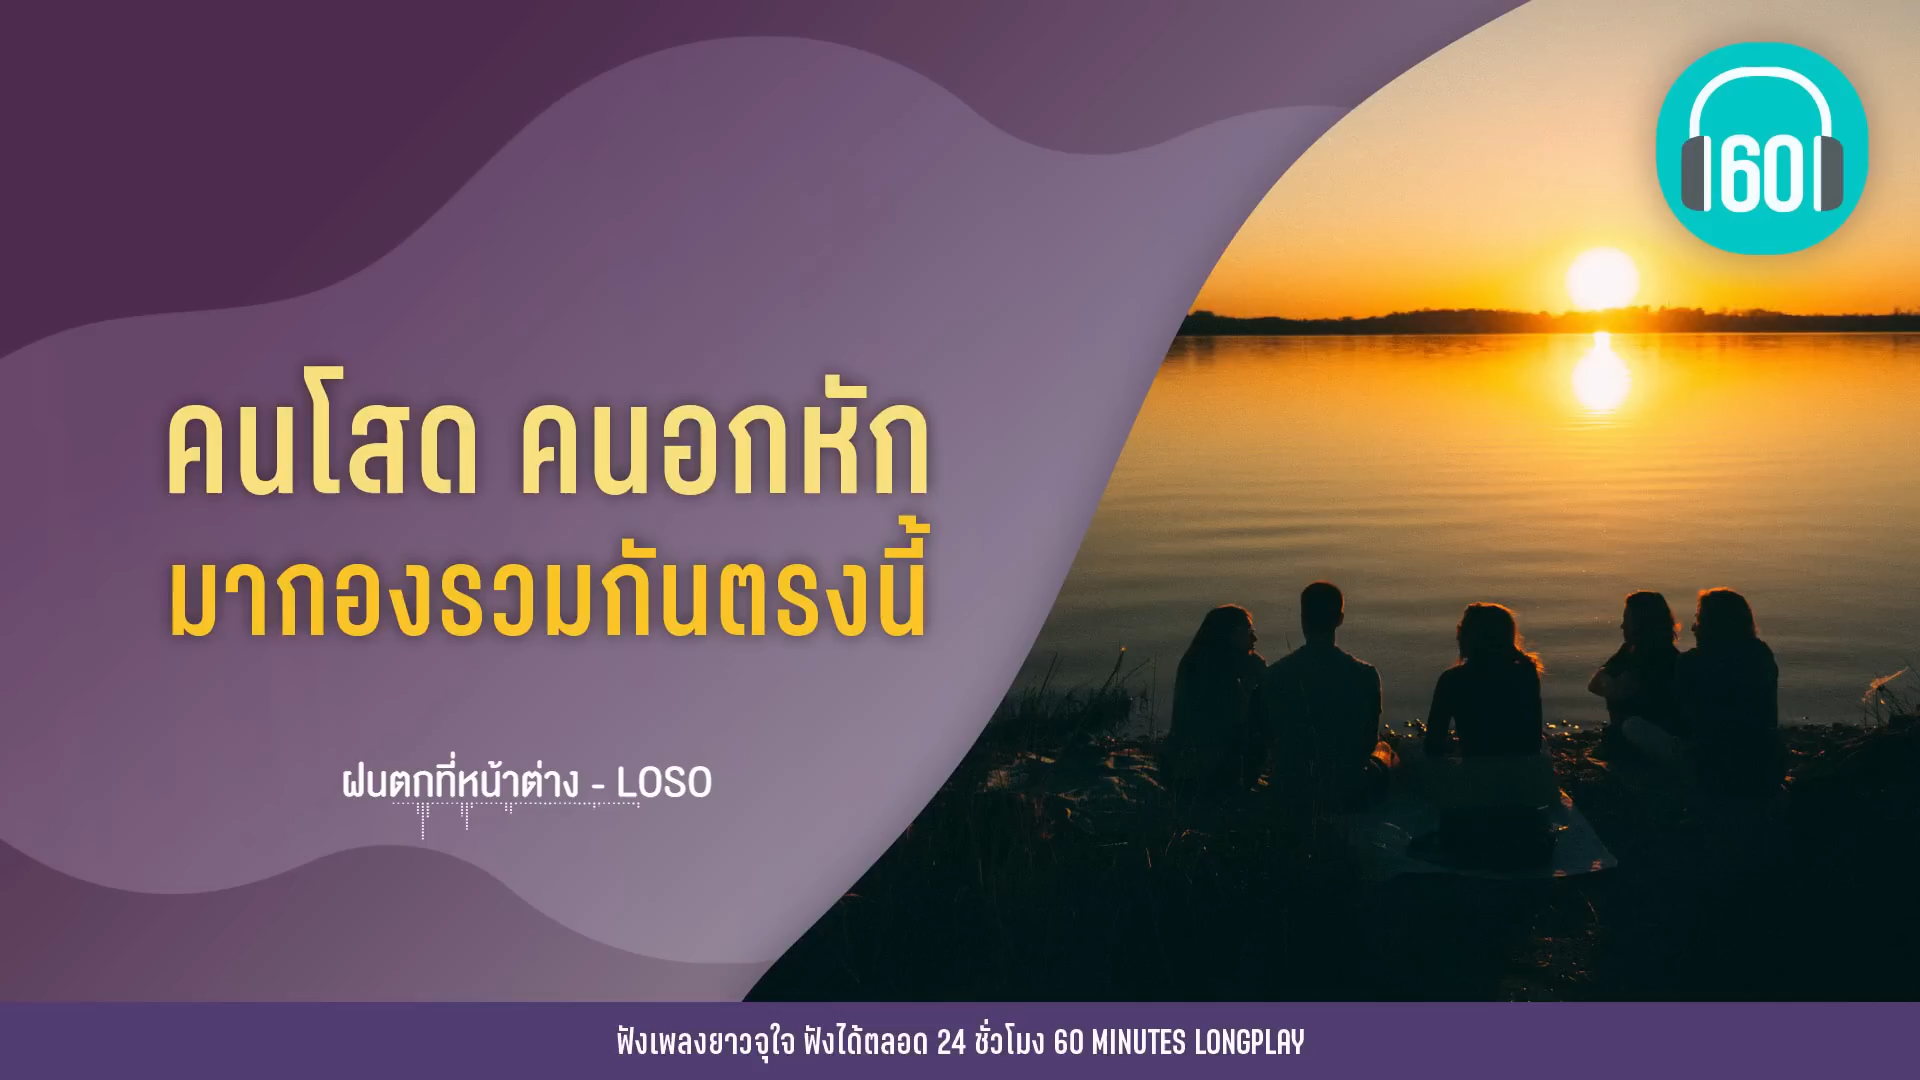 60
คนโสด คนอกหัก
มากองรวมกันตรงนี้
ฝนตกที่หน้าต่าง - LOSO
ฟังเพลงยาวจุใจ ฟังได้ตลอด 24 ชั่วโมง 60 MINUTES LONGPLAY